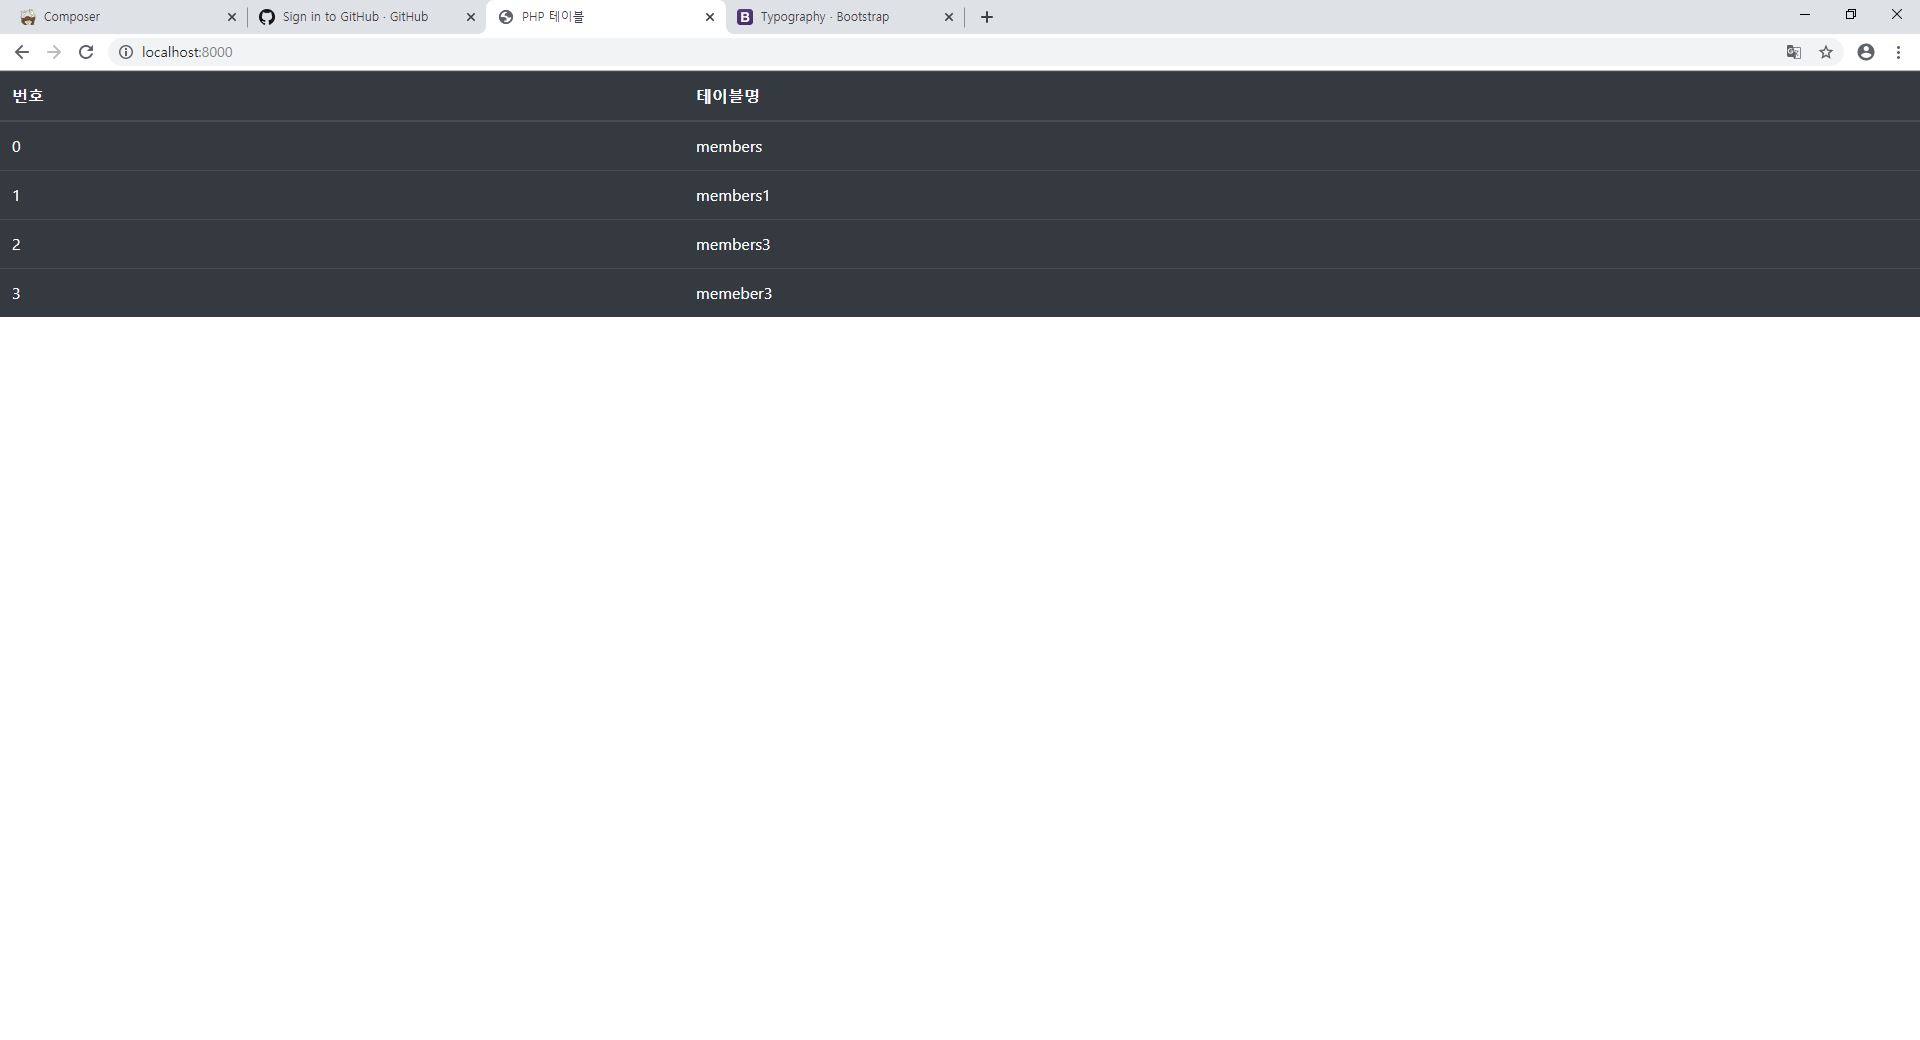 Composer
Sign in to GitHub · GitHub
PHP 테이블
Typography · Bootstrap
localhost:8000
번호 테이블명
0 members
1 members1
2 members3
3 memeber3